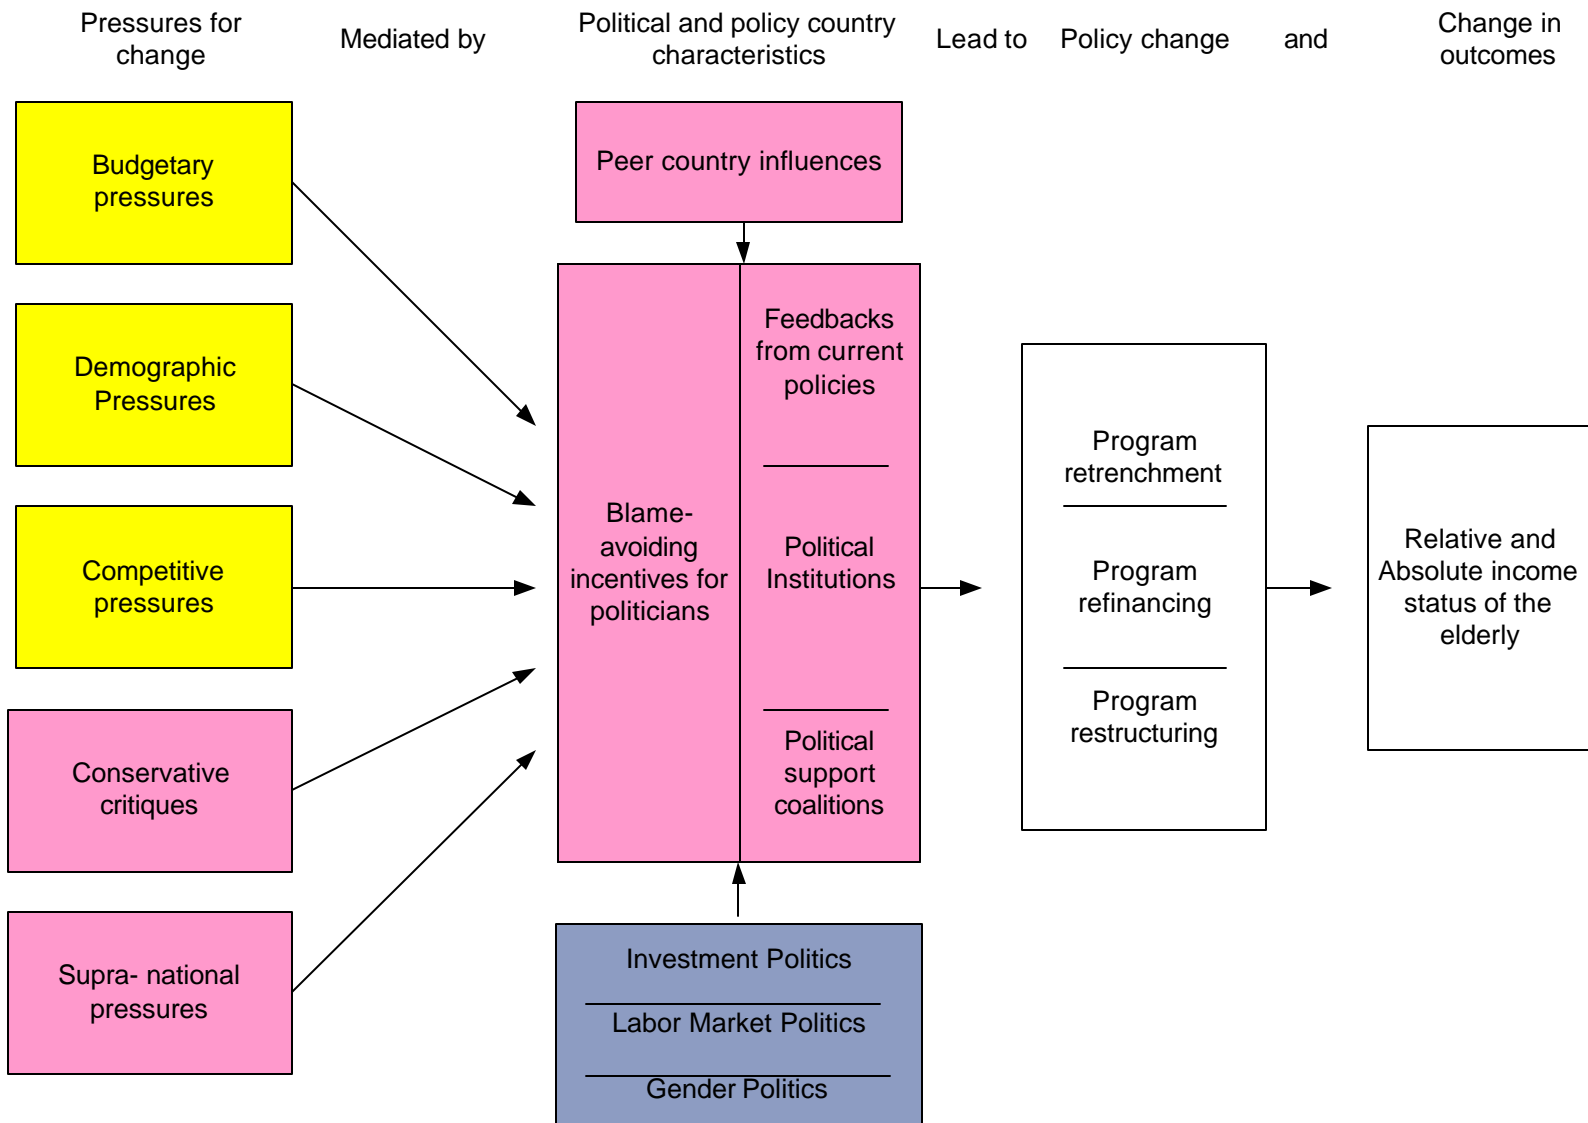 Pressures for
change
Mediated by
Political and policy country
characteristics
Lead to
Policy change
and
Change in
outcomes
Budgetary
pressures
Demographic
Pressures
Competitive
pressures
Conservative
critiques
Supra- national
pressures
Peer country influences
Blame-
avoiding
incentives for
politicians
Feedbacks
from current
policies
Political
Institutions
Political
support
coalitions
Investment Politics
Labor Market Politics
Gender Politics
Program
retrenchment
Program
refinancing
Program
restructuring
Relative and
Absolute income
status of the
elderly